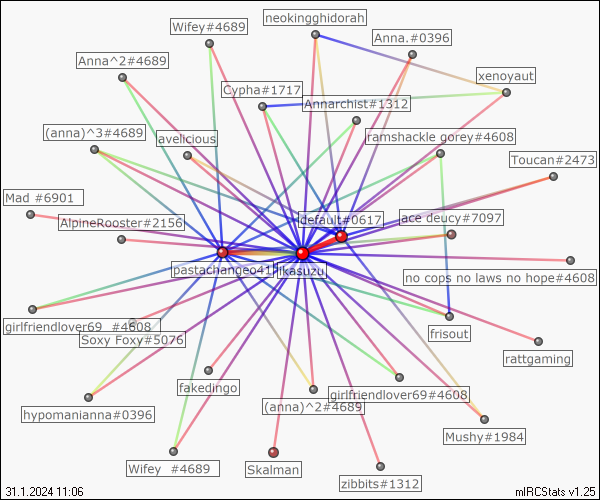 neokingghidorah
Wifey#4689
Anna.#0396
Anna^2#4689
xenoyaut
Cypha#1717
Annarchist#1312
(anna)^3#4689
lavelicious
ramshackle gorey#4608
Toucan#2473
Mad #6901
AlpineRooster#2156
default#0617
ace deucy#7097
pastachangeo41
ikasuzu
no cops no laws no hope#4608
girlfriendlover69 #4608
Soxy Foxy#5076
frisout
rattgaming
fakedingo
girlfriendlover69#4608
hypomanianna#0396
(anna)^2#4689
Mushy#1984
Wifey #4689
Skalman
zibbits#1312
31.1.2024 11:06
mIRCStats v1.25